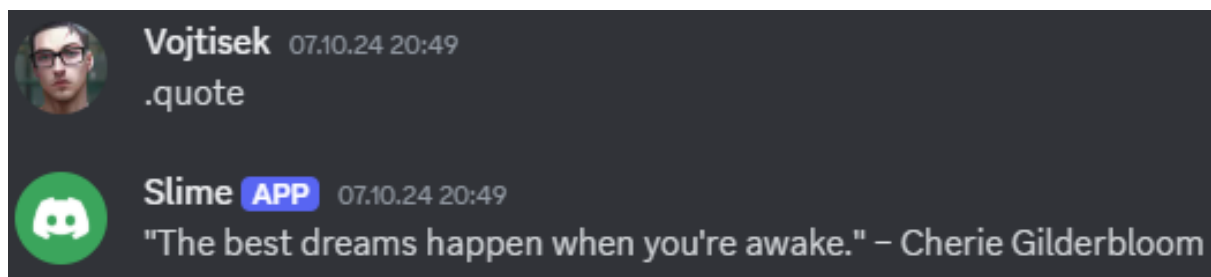 Vojtisek 07.10.24 20:49
.quote
Slime APP 07.10.24 20:49
"The best dreams happen when you're awake." – Cherie Gilderbloom